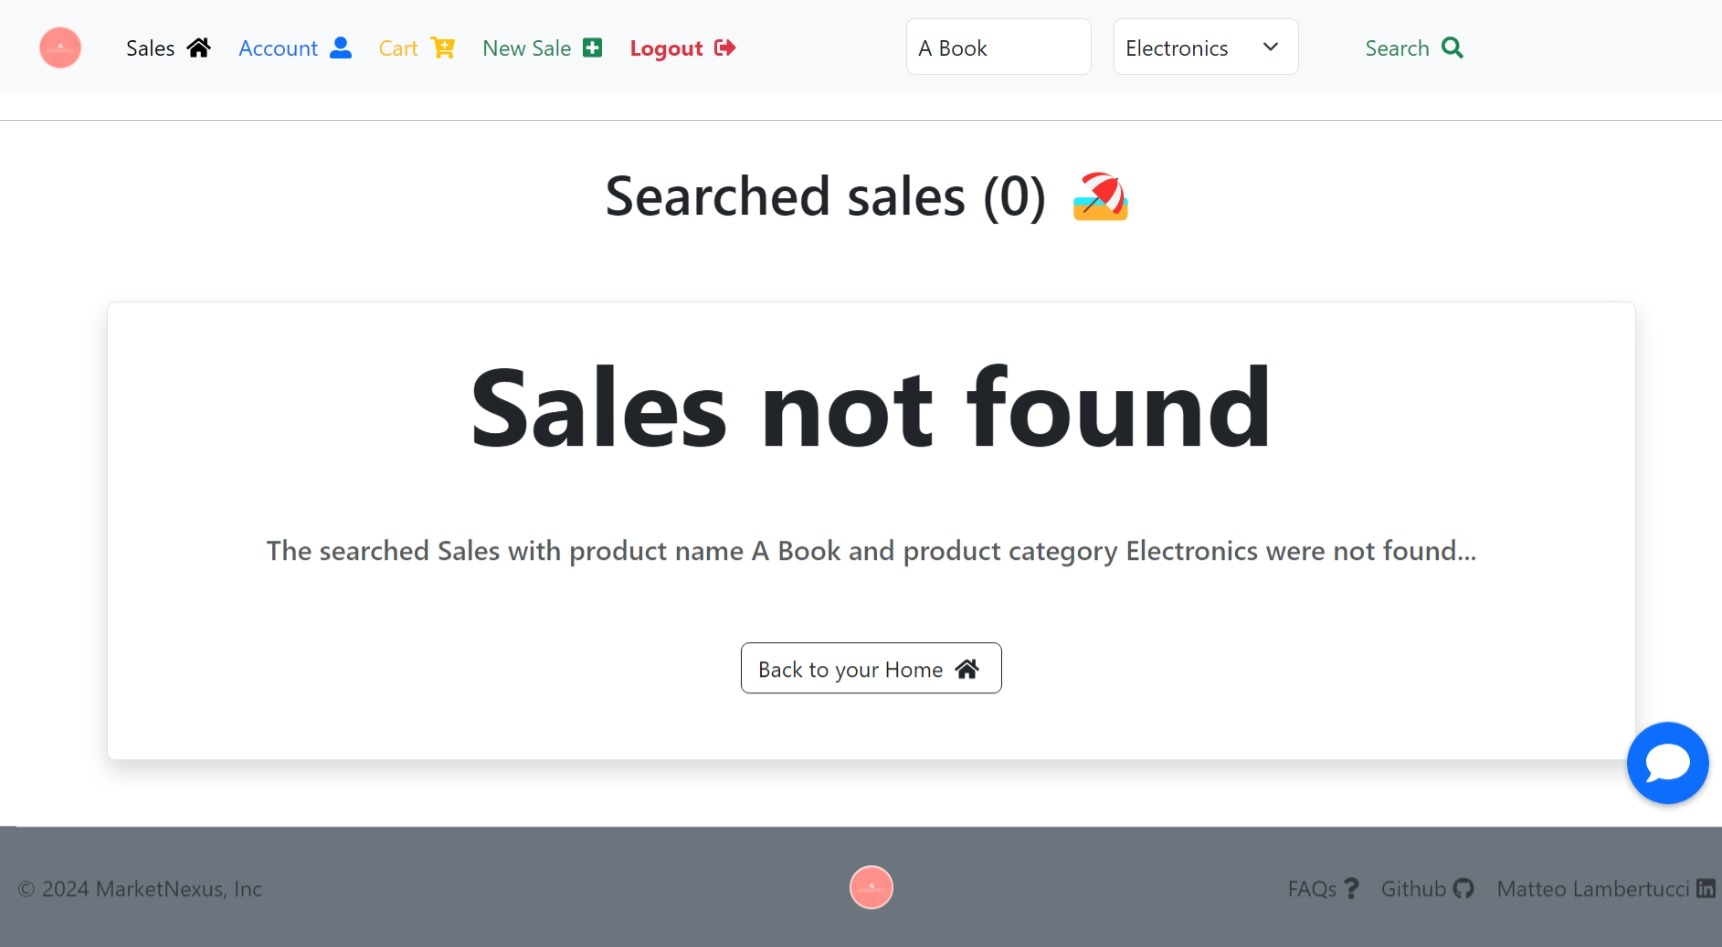 Sales Account Cart New Sale Logout A Book Electronics Search
Searched sales (0)
Sales not found
The searched Sales with product name A Book and product category Electronics were not found...
Back to your Home
© 2024 MarketNexus, Inc FAQs Github Matteo Lambertucci